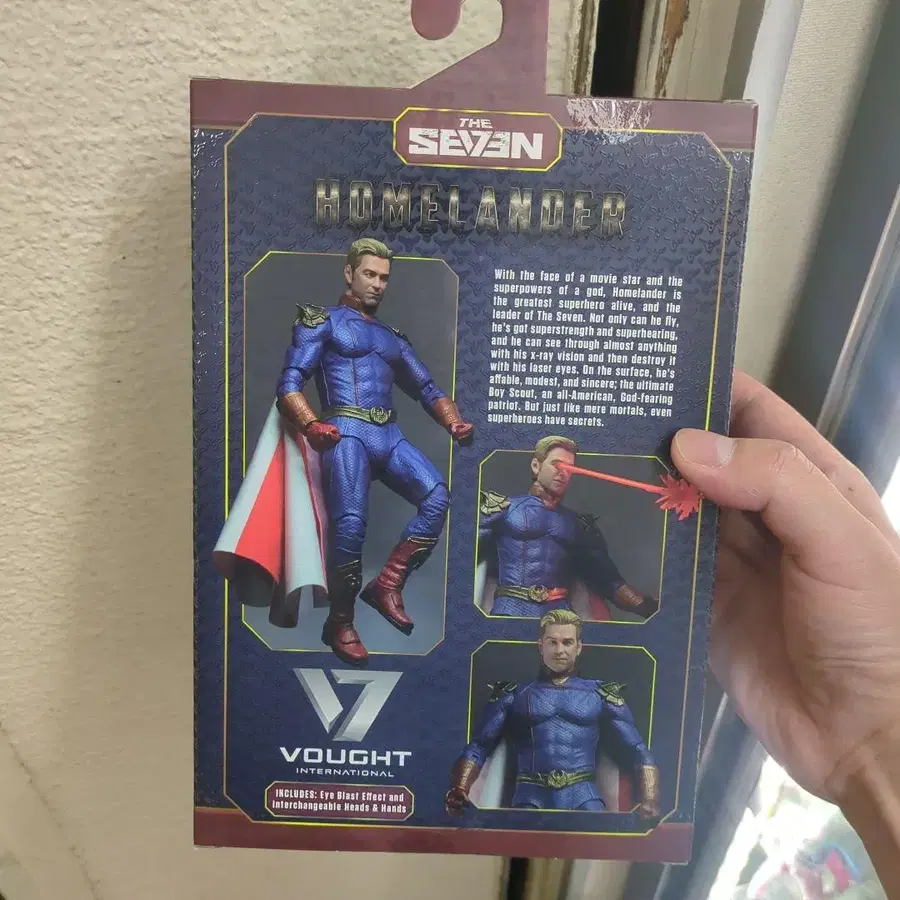 THE
SEVEN
HOMELANDER
With the face of a movie star and the
superpowers of a god, Homelander is
the greatest superhero alive, and the
leader of The Seven. Not only can he fly,
he's got superstrength and superhearing,
and he can see through almost anything
with his x-ray vision and then destroy it
with his laser eyes. On the surface, he's
affable, modest, and sincere; the ultimate
Boy Scout, an all-American, God-fearing
patriot. But just like mere mortals, even
superheroes have secrets.
VOUGHT
INTERNATIONAL
INCLUDES: Eye Blast Effect and
Interchangeable Heads & Hands